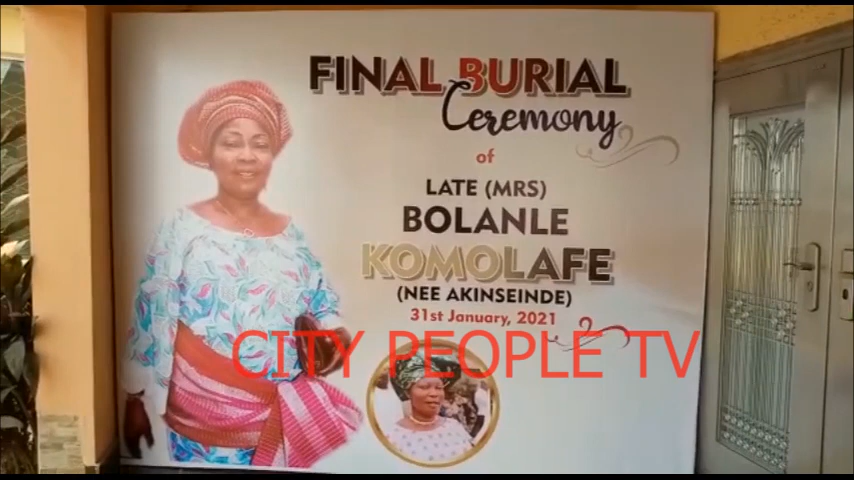 FINAL BURIAL
Ceremony
of
LATE (MRS)
BOLANLE
KOMOLAFE
(NEE AKINSEINDE)
31st January, 2021
CITY PEOPLE TV